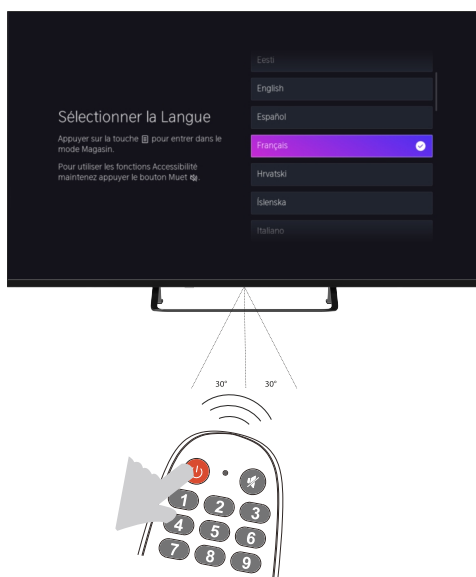 Eesti
English
Sélectionner la Langue
Español
Appuyer sur la touche pour entrer dans le
mode Magasin.
Français
Pour utiliser les fonctions Accessibilité
maintenez appuyer le bouton Muet.
Hrvatski
Íslenska
Italiano
30° 30°
1 2 3
4 5 6
7 8 9